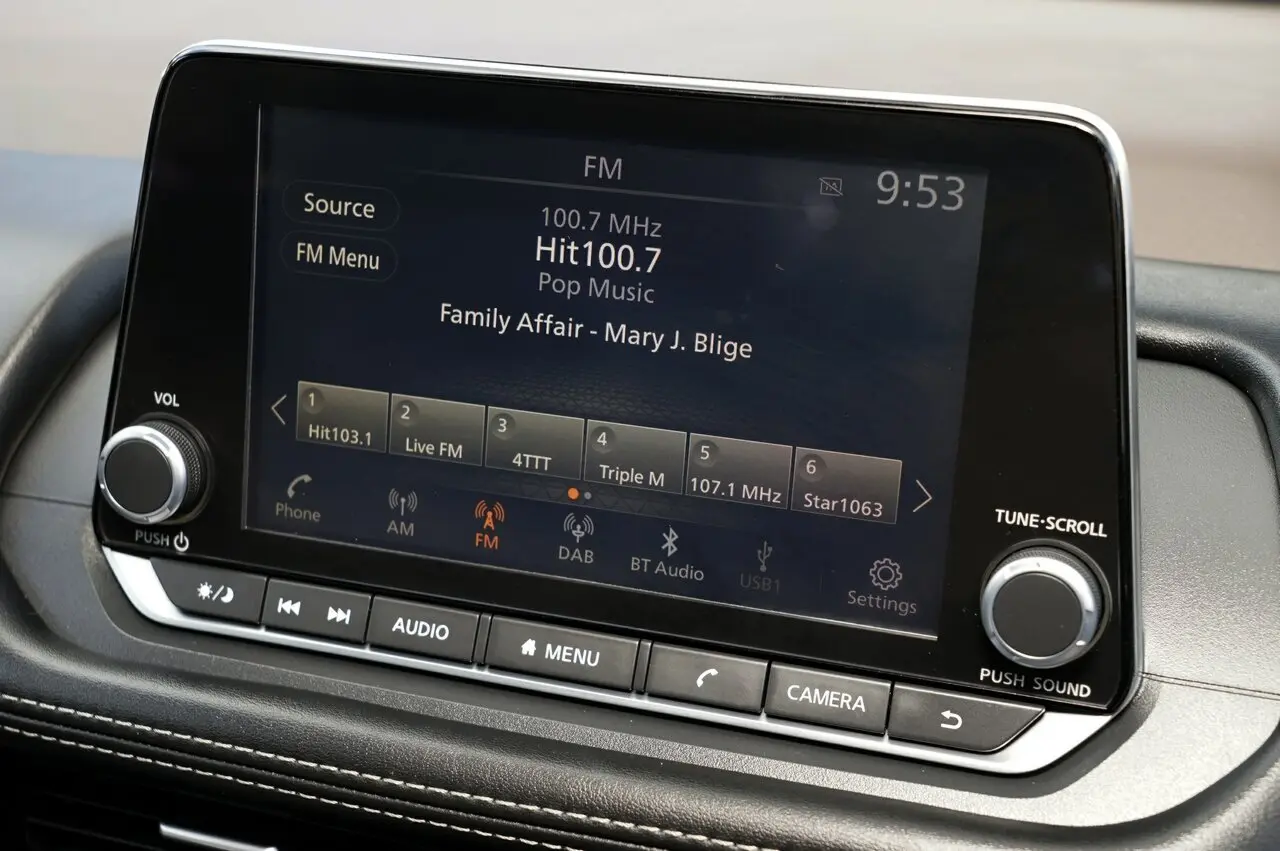 FM
9:53
Source
FM Menu
100.7 MHz
Hit100.7
Pop Music
Family Affair - Mary J. Blige
1 Hit103.1
2 Live FM
3 4TTT
4 Triple M
5 107.1 MHz
6 Star1063
Phone
AM
FM
DAB
BT Audio
USB1
Settings
VOL
PUSH
TUNE·SCROLL
PUSH SOUND
AUDIO
MENU
CAMERA